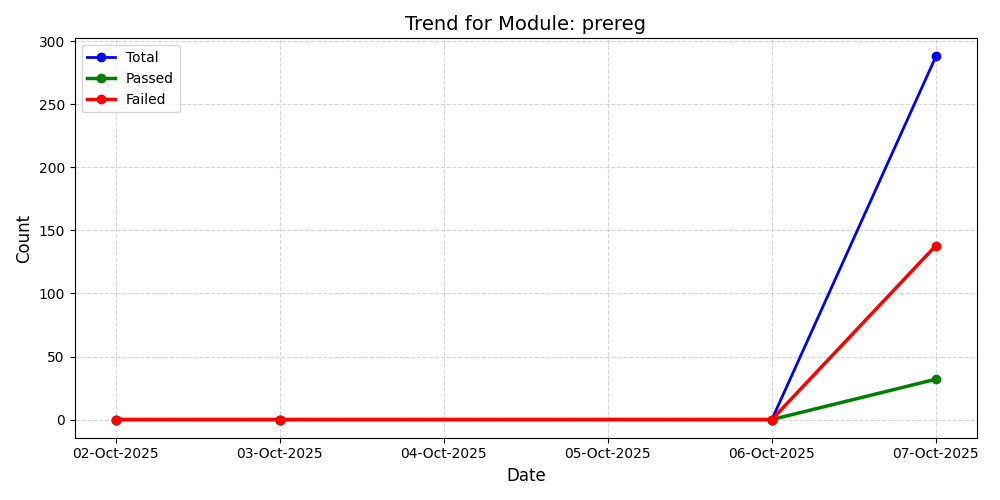 Trend for Module: prereg
Total
Passed
Failed
300
250
200
150
100
50
0
Count
02-Oct-2025 03-Oct-2025 04-Oct-2025 05-Oct-2025 06-Oct-2025 07-Oct-2025
Date